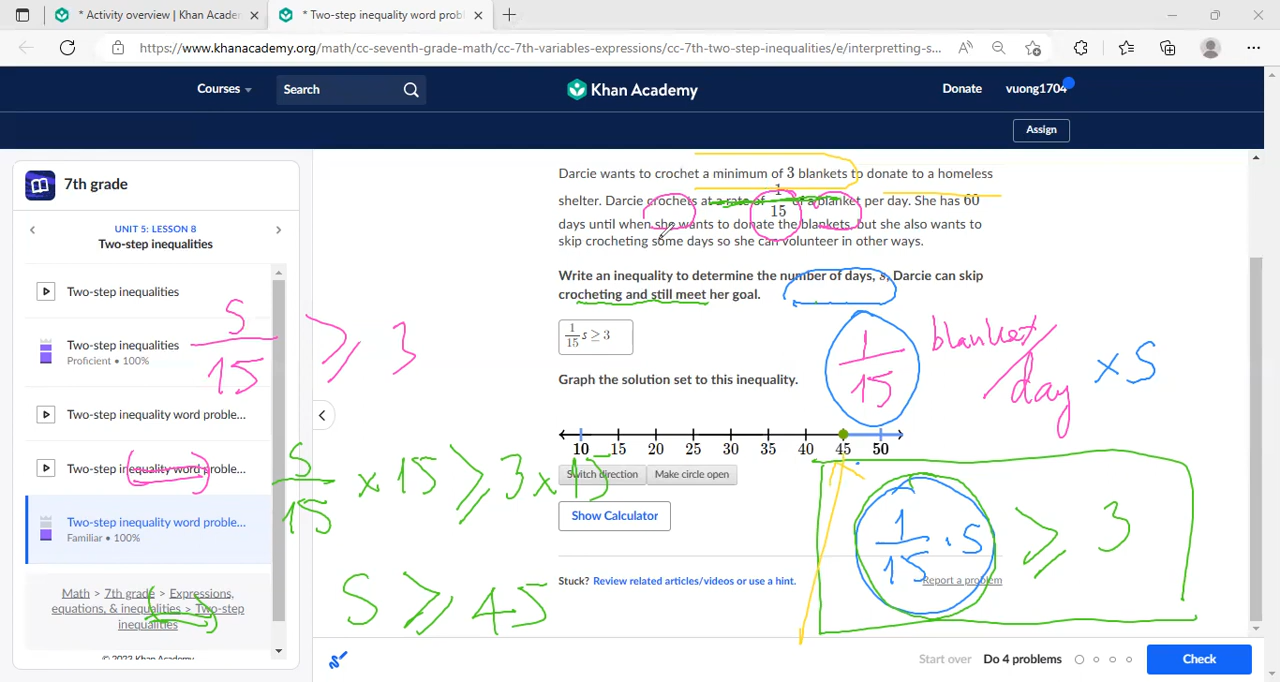 * Activity overview | Khan Academ
* Two-step inequality word probl
https://www.khanacademy.org/math/cc-seventh-grade-math/cc-7th-variables-expressions/cc-7th-two-step-inequalities/e/interpretting-s...
Courses
Search
Khan Academy
Donate
vuong1704
Assign
7th grade
UNIT 5: LESSON 8
Two-step inequalities
Two-step inequalities
Two-step inequalities
Proficient • 100%
Two-step inequality word proble...
Two-step inequality word proble...
Two-step inequality word proble...
Familiar • 100%
Math > 7th grade > Expressions,
equations, & inequalities > Two-step
inequalities
© 2023 Khan Academy
Darcie wants to crochet a minimum of 3 blankets to donate to a homeless
shelter. Darcie crochets at a rate of 1/15 of a blanket per day. She has 60
days until when she wants to donate the blankets, but she also wants to
skip crocheting some days so she can volunteer in other ways.
Write an inequality to determine the number of days, s, Darcie can skip
crocheting and still meet her goal.
1/15 s ≥ 3
Graph the solution set to this inequality.
10 15 20 25 30 35 40 45 50
Switch direction
Make circle open
Show Calculator
Stuck? Review related articles/videos or use a hint.
Report a problem
Start over
Do 4 problems
Check
S/15 ≥ 3
S/15 × 15 ≥ 3 × 15
S ≥ 45
1/15 blanket/day × S
1/15 · S ≥ 3